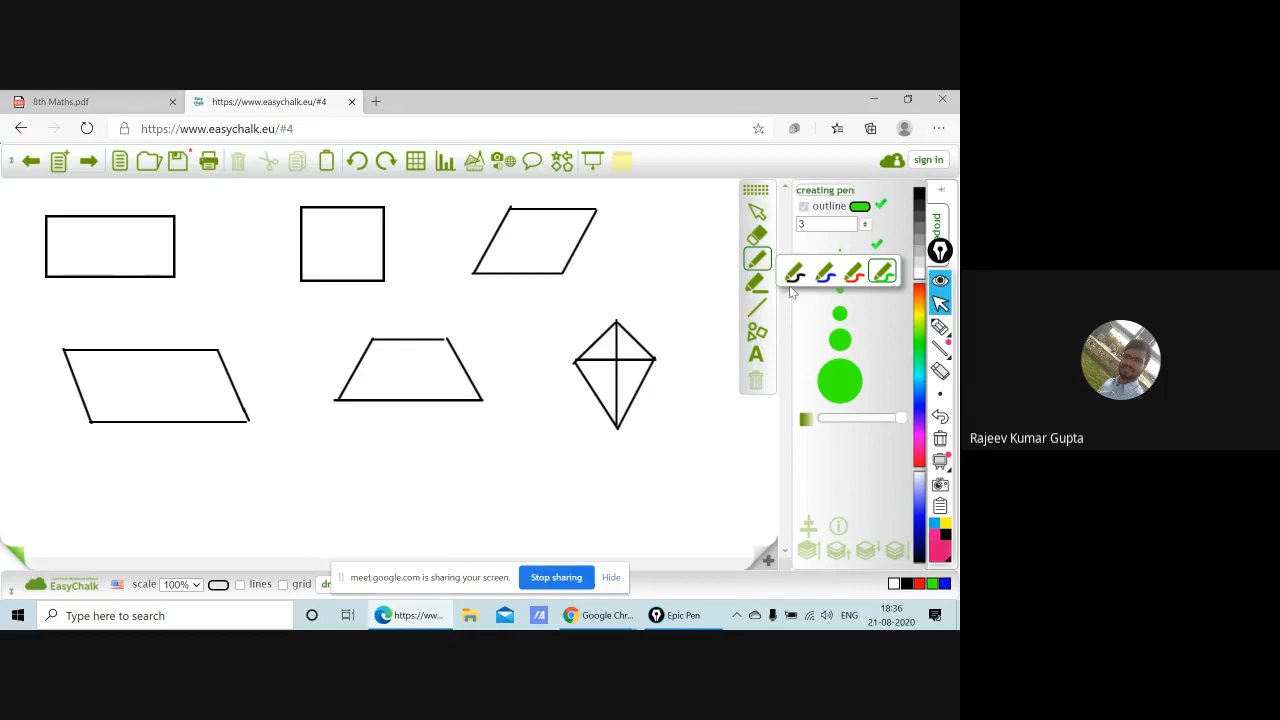 8th Maths.pdf
https://www.easychalk.eu/#4
https://www.easychalk.eu/#4
sign in
creating pen
outline
3
prope
A
Rajeev Kumar Gupta
meet.google.com is sharing your screen.
Stop sharing
Hide
EasyChalk
scale
100%
lines
grid
dr
Type here to search
https://ww...
Google Chr...
Epic Pen
ENG
18:36
21-08-2020